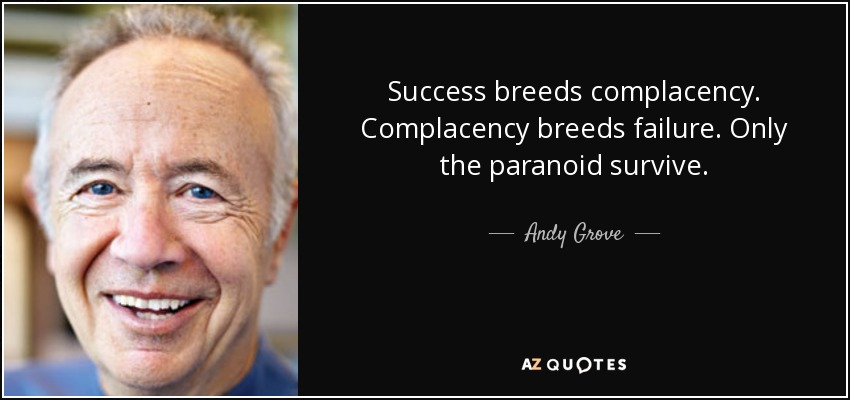 Success breeds complacency.
Complacency breeds failure. Only
the paranoid survive.
Andy Grove
AZ QUOTES